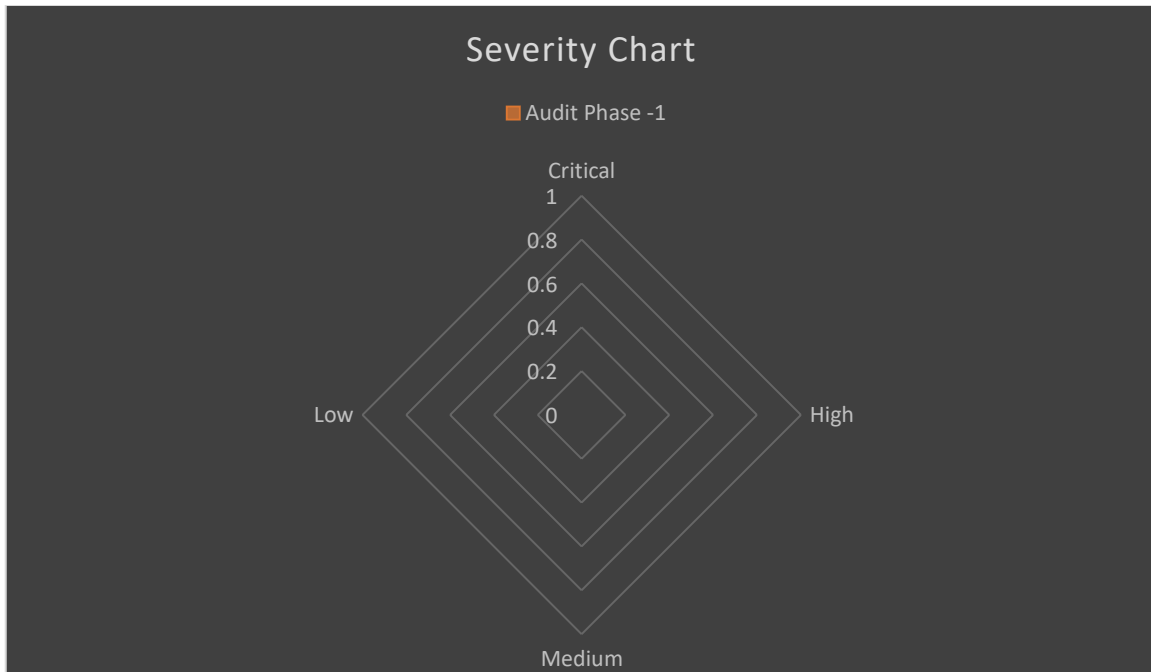 Severity Chart
Audit Phase -1
Critical
1
0.8
0.6
0.4
0.2
Low 0 High
Medium